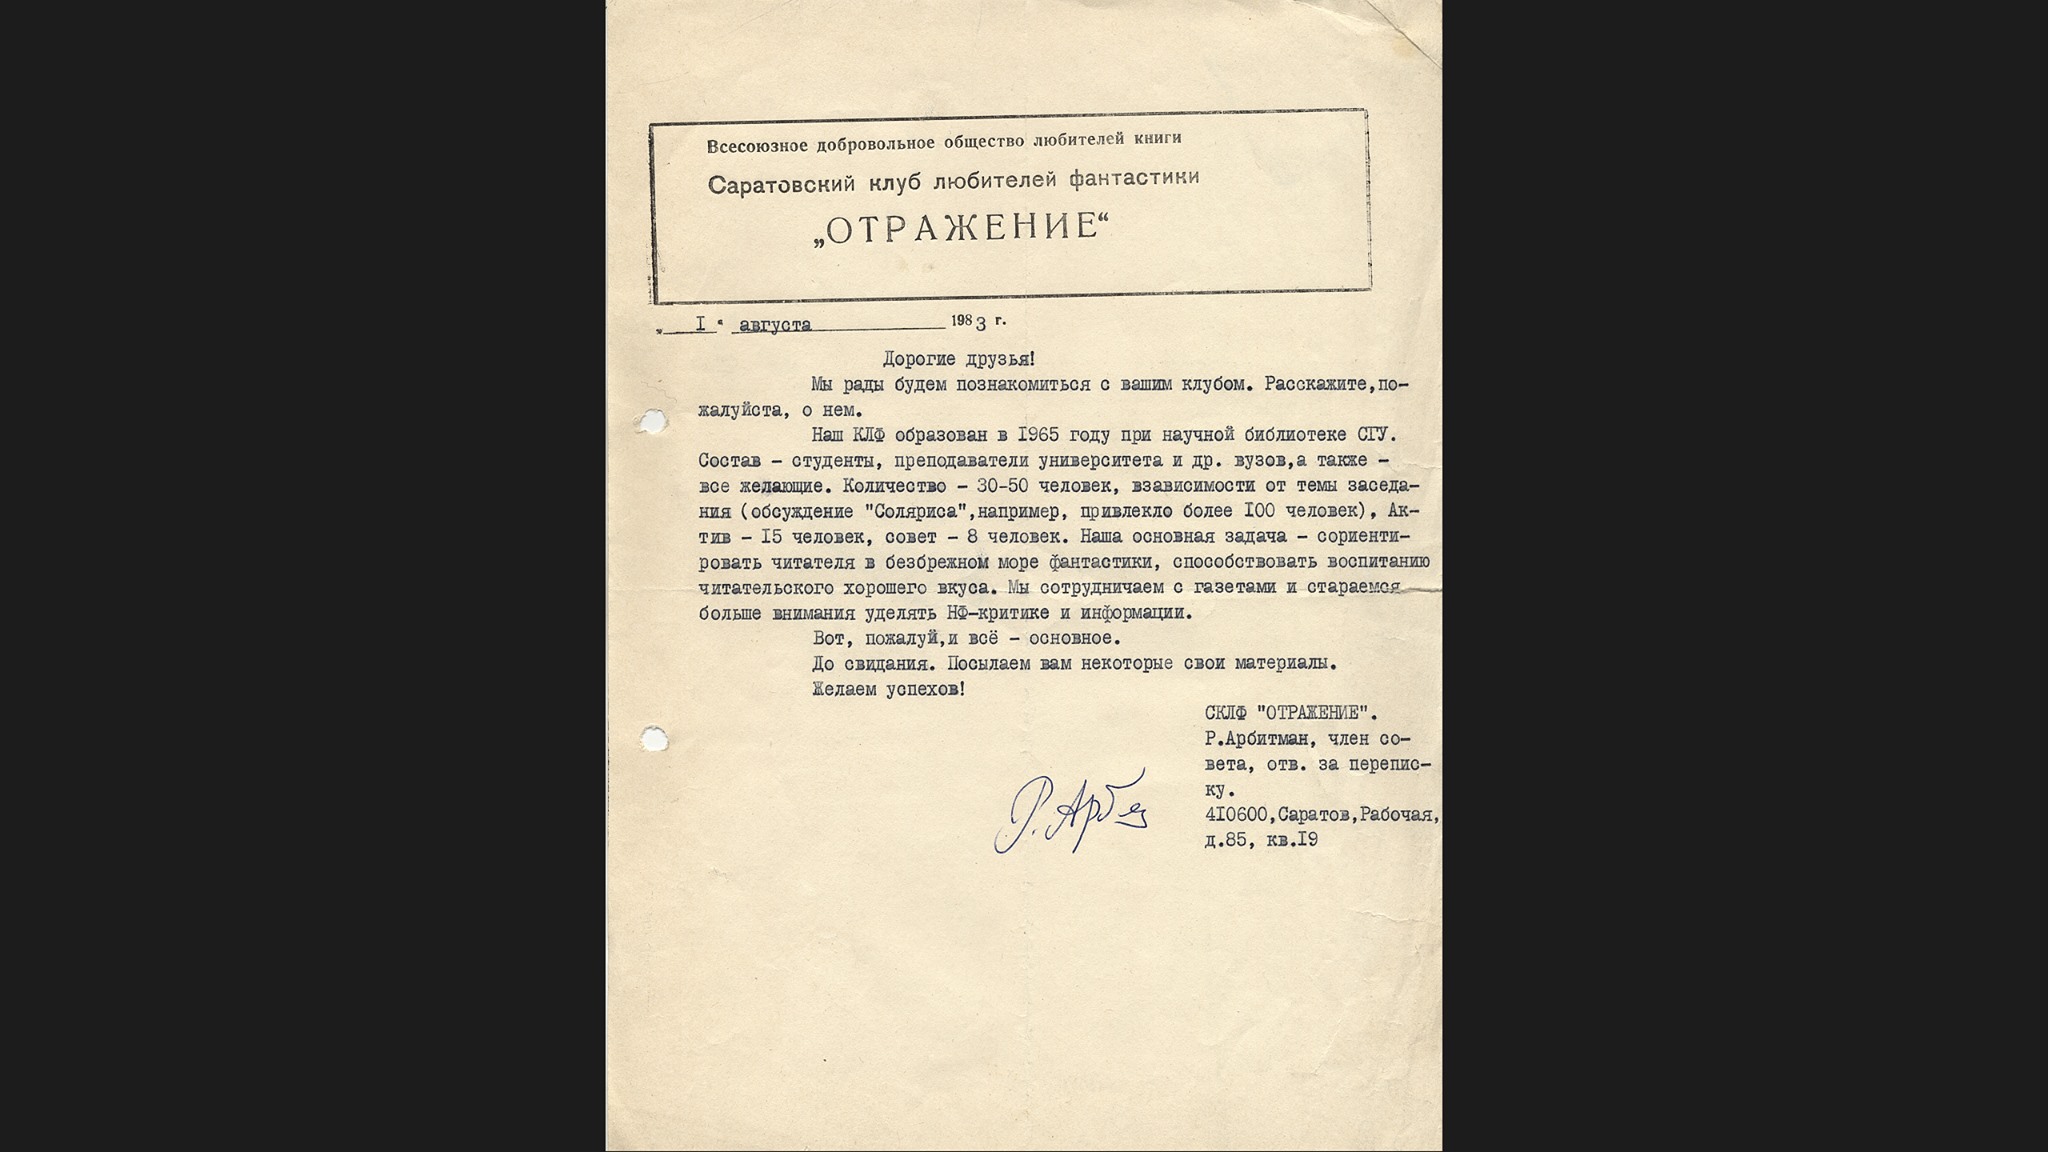 Всесоюзное добровольное общество любителей книги
Саратовский клуб любителей фантастики
„ОТРАЖЕНИЕ“
„ I “ августа 1983 г.
Дорогие друзья!
Мы рады будем познакомиться с вашим клубом. Расскажите,по-
жалуйста, о нем.
Наш КЛФ образован в I965 году при научной библиотеке СГУ.
Состав - студенты, преподаватели университета и др. вузов,а также -
все желающие. Количество - 30-50 человек, взависимости от темы заседа-
ния (обсуждение "Соляриса",например, привлекло более I00 человек), Ак-
тив - I5 человек, совет - 8 человек. Наша основная задача - сориенти-
ровать читателя в безбрежном море фантастики, способствовать воспитанию
читательского хорошего вкуса. Мы сотрудничаем с газетами и стараемся
больше внимания уделять НФ-критике и информации.
Вот, пожалуй,и всё - основное.
До свидания. Посылаем вам некоторые свои материалы.
Желаем успехов!
СКЛФ "ОТРАЖЕНИЕ".
Р.Арбитман, член со-
вета, отв. за перепис-
ку.
4I0600,Саратов,Рабочая,
д.85, кв.I9